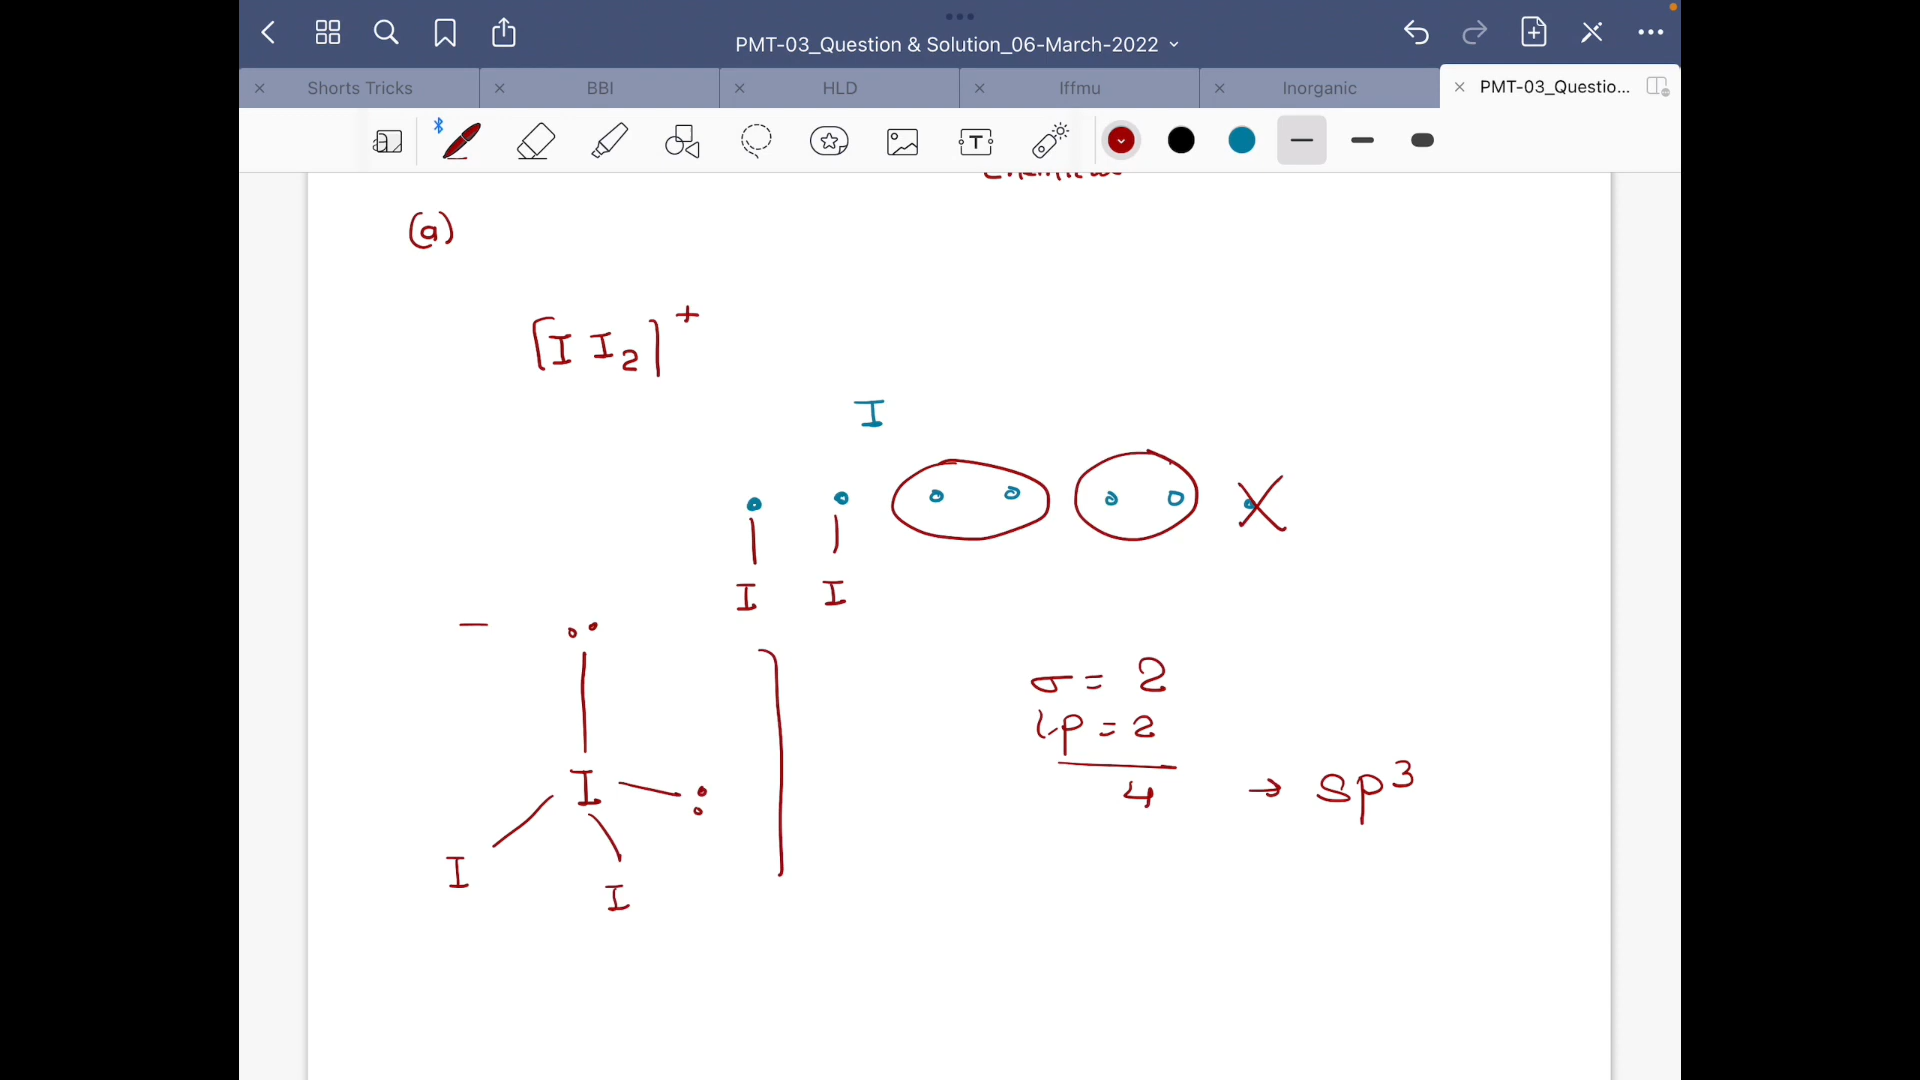 PMT-03_Question & Solution_06-March-2022
Shorts Tricks
BBI
HLD
Iffmu
Inorganic
PMT-03_Questio...
T
(a)
[I I₂]⁺
I
I I
σ = 2
l.p = 2
4 → sp³
I
I
I